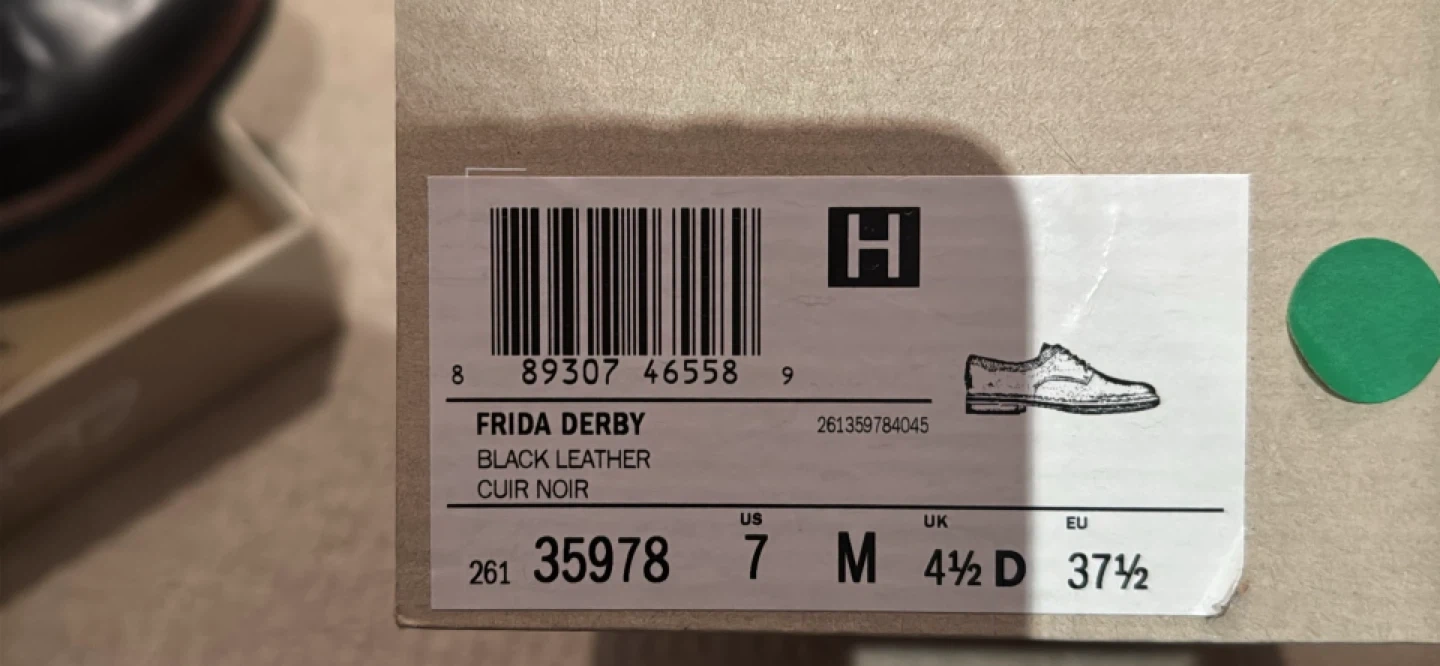 H
8 89307 46558 9
FRIDA DERBY
261359784045
BLACK LEATHER
CUIR NOIR
US UK EU
261 35978 7 M 4½ D 37½